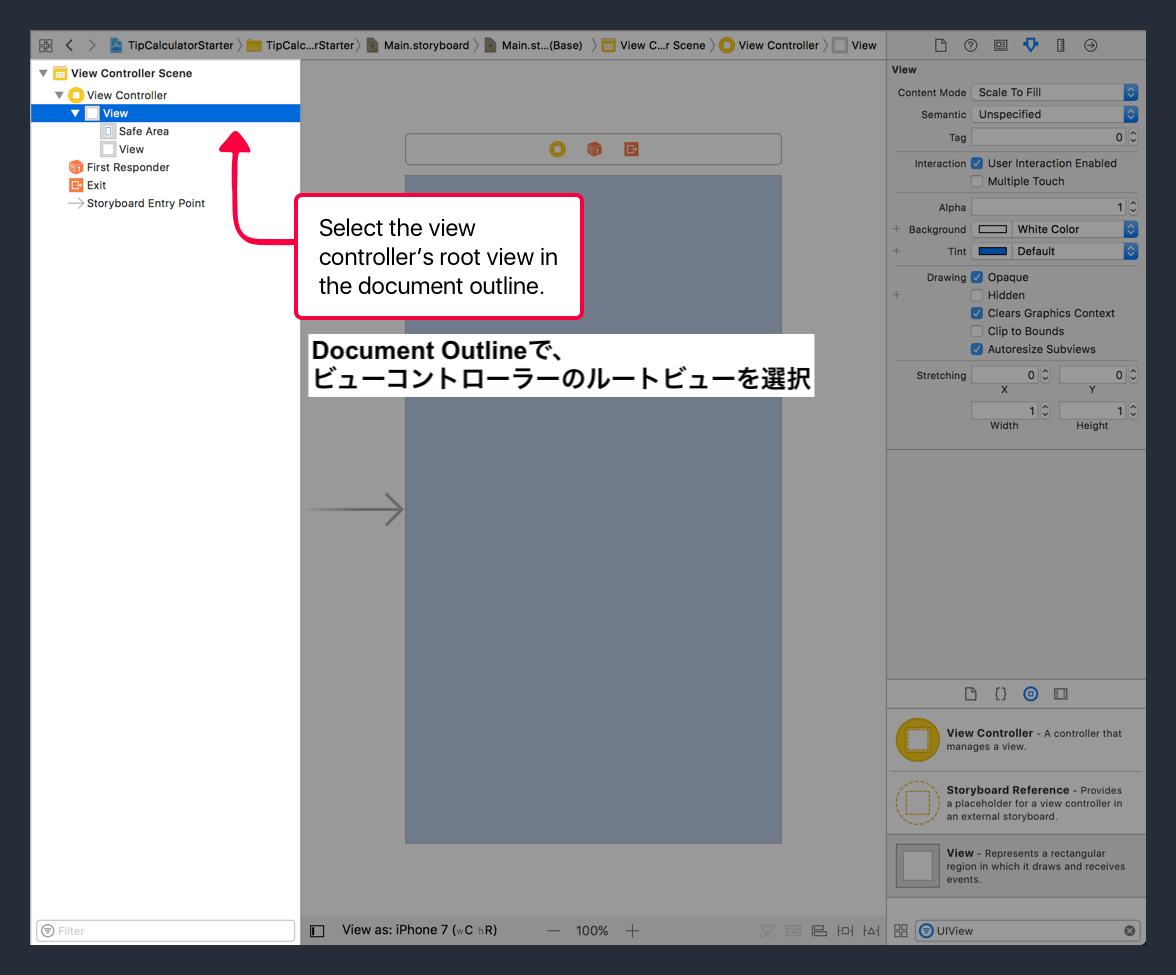 TipCalculatorStarter
TipCalc...rStarter
Main.storyboard
Main.st...(Base)
View C...r Scene
View Controller
View
View Controller Scene
View Controller
View
Safe Area
View
First Responder
Exit
Storyboard Entry Point
Filter
Select the view
controller's root view in
the document outline.
Document Outlineで、
ビューコントローラーのルートビューを選択
View as: iPhone 7 (wC hR)
— 100% +
View
Content Mode Scale To Fill
Semantic Unspecified
Tag 0
Interaction User Interaction Enabled
Multiple Touch
Alpha 1
+ Background White Color
+ Tint Default
Drawing Opaque
+ Hidden
Clears Graphics Context
Clip to Bounds
Autoresize Subviews
Stretching 0 0
X Y
1 1
Width Height
{}
View Controller - A controller that
manages a view.
Storyboard Reference - Provides
a placeholder for a view controller in
an external storyboard.
View - Represents a rectangular
region in which it draws and receives
events.
UIView